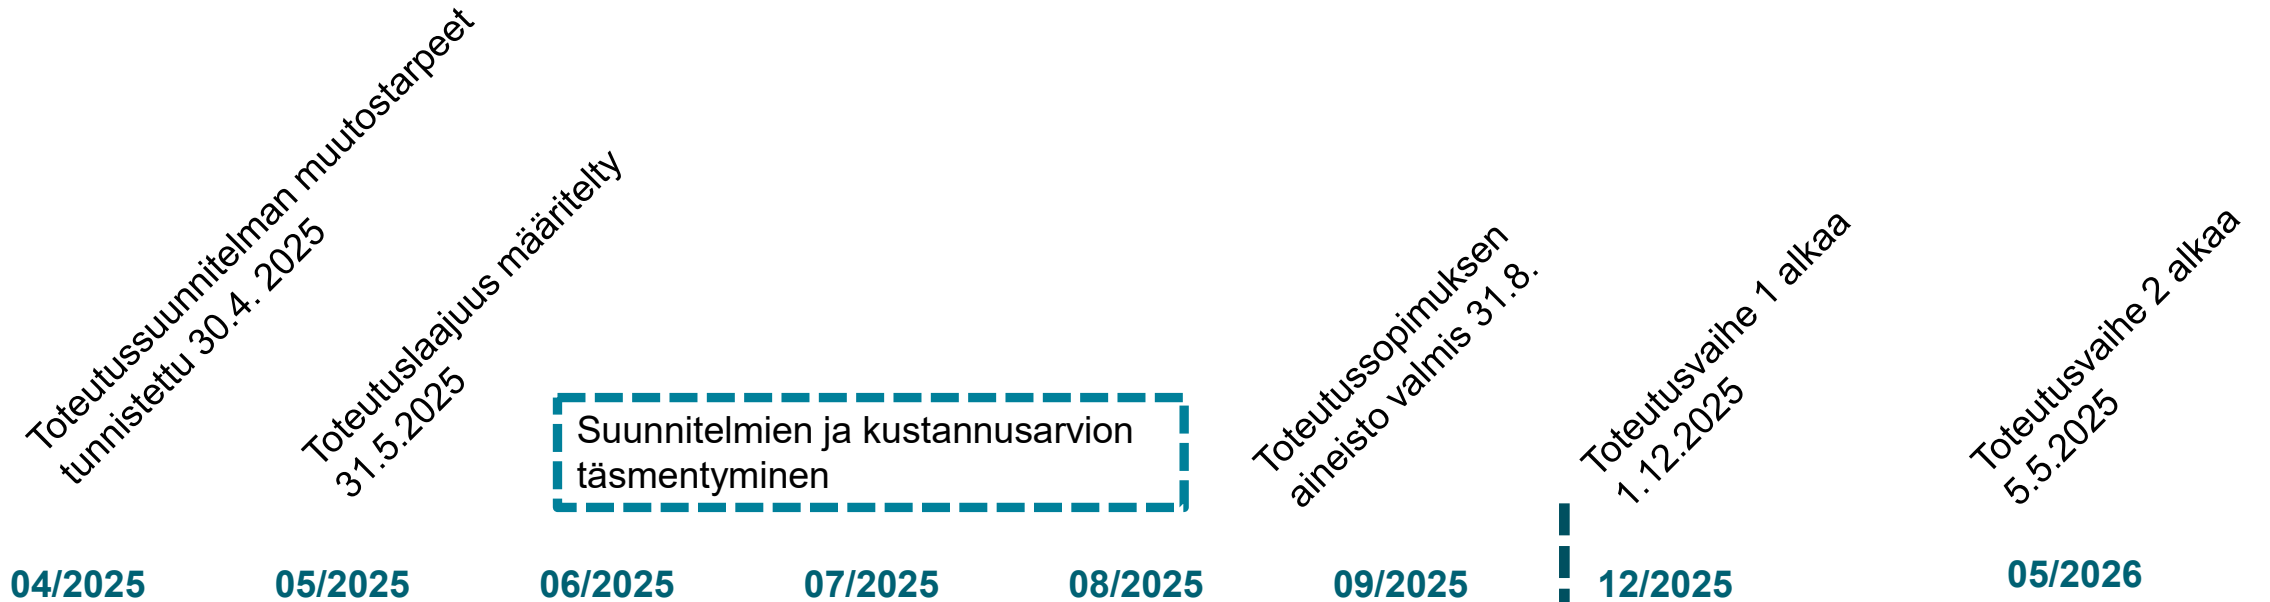 Toteutussuunnitelman muutostarpeet
tunnistettu 30.4. 2025
Toteutuslaajuus määritelty
31.5.2025
Suunnitelmien ja kustannusarvion
täsmentyminen
Toteutussopimuksen
aineisto valmis 31.8.
Toteutusvaihe 1 alkaa
1.12.2025
Toteutusvaihe 2 alkaa
5.5.2025
04/2025
05/2025
06/2025
07/2025
08/2025
09/2025
12/2025
05/2026